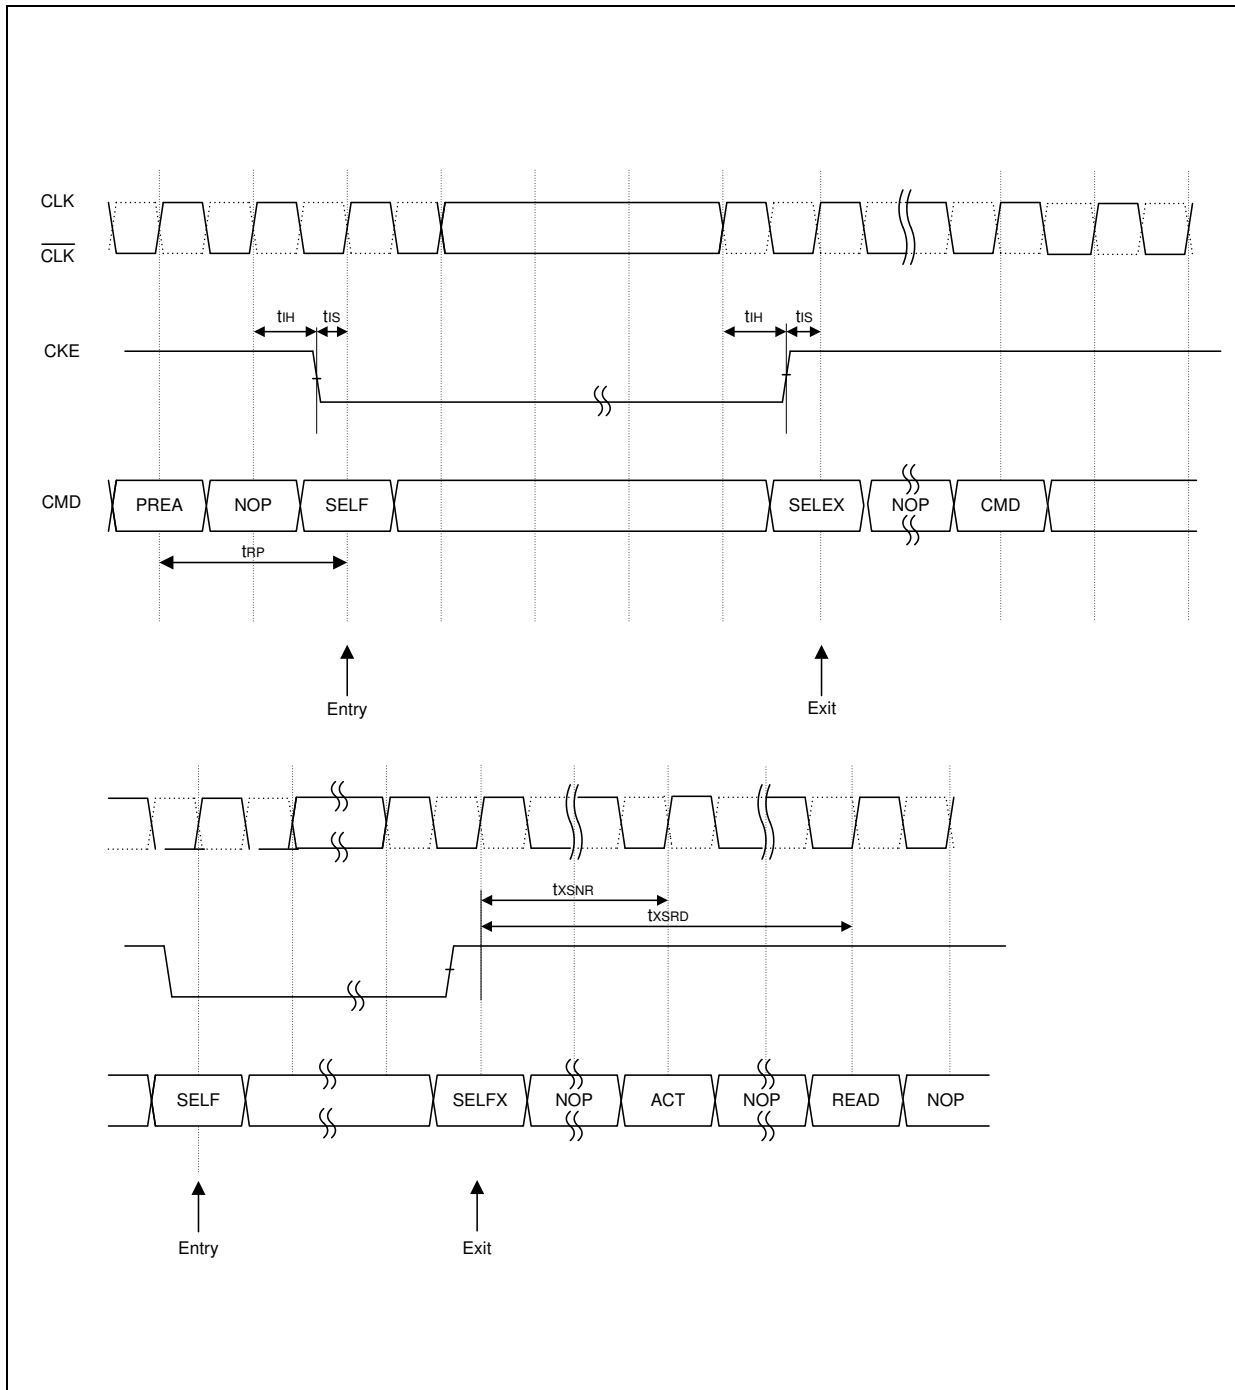 CLK
CLK
tIH tIS tIH tIS
CKE
CMD PREA NOP SELF SELEX NOP CMD
tRP
Entry Exit
tXSNR
tXSRD
SELF SELFX NOP ACT NOP READ NOP
Entry Exit